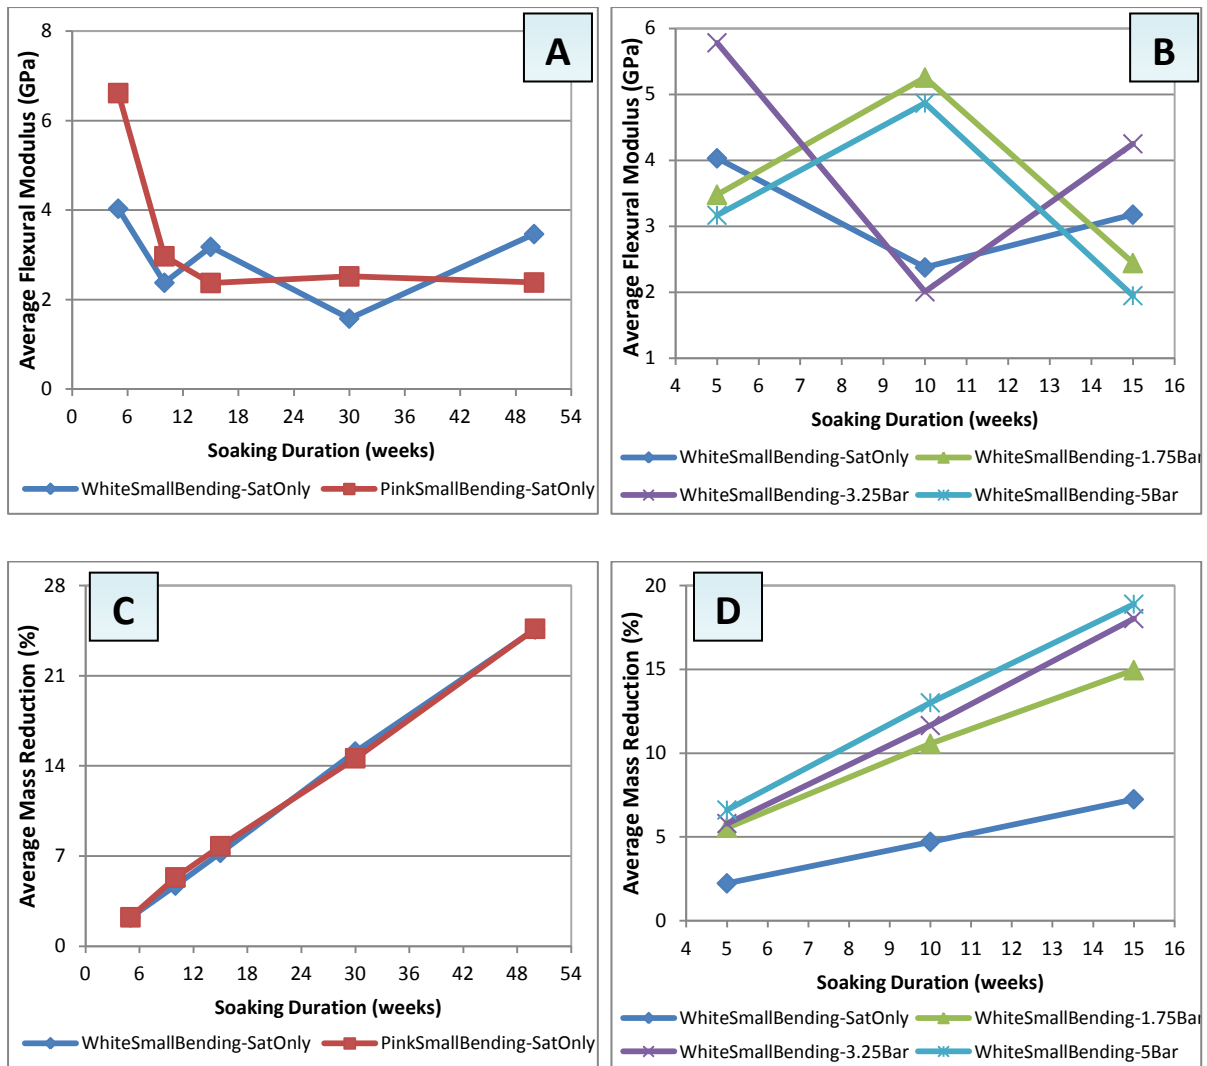 A
Average Flexural Modulus (GPa)
8
6
4
2
0
0 6 12 18 24 30 36 42 48 54
Soaking Duration (weeks)
WhiteSmallBending-SatOnly PinkSmallBending-SatOnly
B
Average Flexural Modulus (GPa)
6
5
4
3
2
1
4 5 6 7 8 9 10 11 12 13 14 15 16
Soaking Duration (weeks)
WhiteSmallBending-SatOnly WhiteSmallBending-1.75Bar
WhiteSmallBending-3.25Bar WhiteSmallBending-5Bar
C
Average Mass Reduction (%)
28
21
14
7
0
0 6 12 18 24 30 36 42 48 54
Soaking Duration (weeks)
WhiteSmallBending-SatOnly PinkSmallBending-SatOnly
D
Average Mass Reduction (%)
20
15
10
5
0
4 5 6 7 8 9 10 11 12 13 14 15 16
Soaking Duration (weeks)
WhiteSmallBending-SatOnly WhiteSmallBending-1.75Bar
WhiteSmallBending-3.25Bar WhiteSmallBending-5Bar